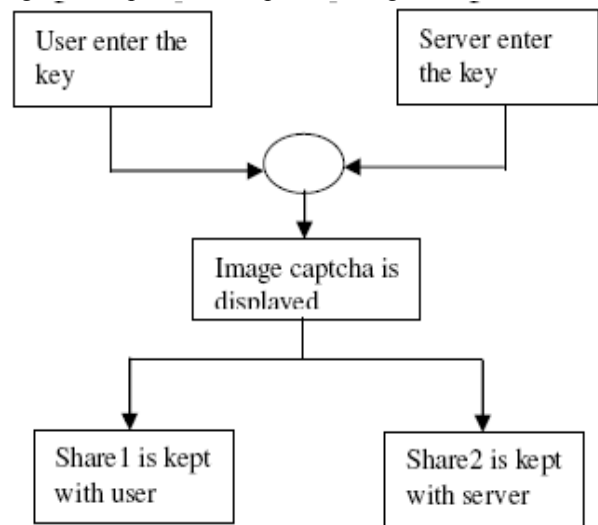 User enter the
key
Server enter
the key
Image captcha is
displayed
Share1 is kept
with user
Share2 is kept
with server